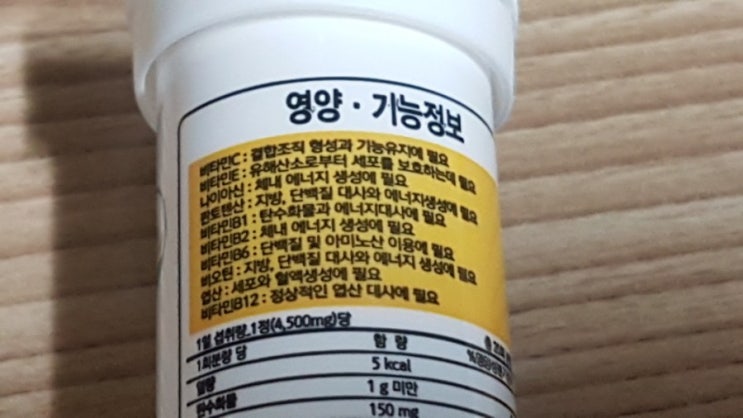 영양 · 기능정보
비타민C : 결합조직 형성과 기능유지에 필요
비타민E : 유해산소로부터 세포를 보호하는데 필요
나이아신 : 체내 에너지 생성에 필요
판토텐산 : 지방, 단백질 대사와 에너지생성에 필요
비타민B1 : 탄수화물과 에너지대사에 필요
비타민B2 : 체내 에너지 생성에 필요
비타민B6 : 단백질 및 아미노산 이용에 필요
비오틴 : 지방, 단백질 대사와 에너지 생성에 필요
엽산 : 세포와 혈액생성에 필요
비타민B12 : 정상적인 엽산 대사에 필요
1일 섭취량 1정(4,500mg)당
1회분량 당 함 량
열량 5 kcal
탄수화물 1 g 미만
150 mg